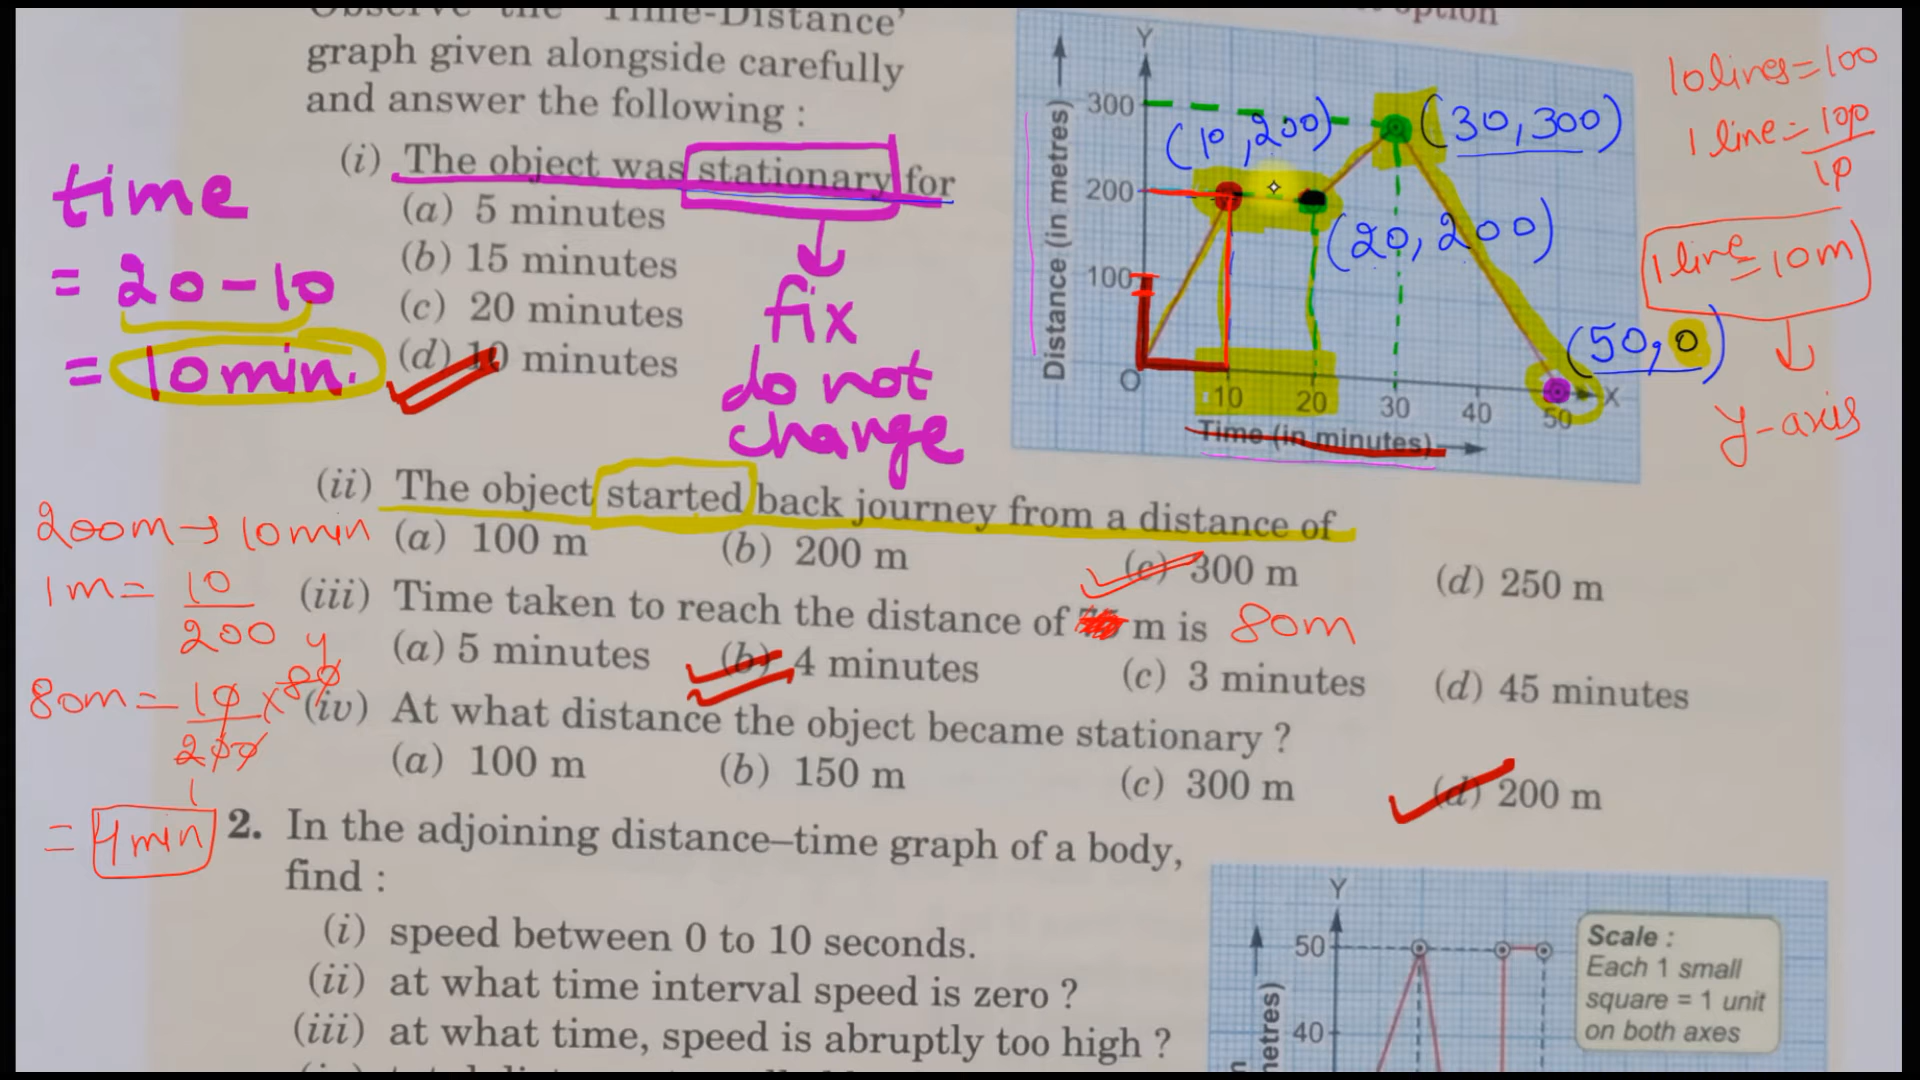 Observe the 'Time-Distance'
graph given alongside carefully
and answer the following :
(i) The object was stationary for
(a) 5 minutes
(b) 15 minutes
(c) 20 minutes
(d) 10 minutes
time
= 20-10
= 10min.
fix
do not
change
option
Y
Distance (in metres)
300
200
100
O
10
20
30
40
50
X
Time (in minutes)
(10,200)
(30,300)
(20,200)
(50,0)
10lines=100
1 line=100
10
1 line=10m
y-axis
(ii) The object started back journey from a distance of
(a) 100 m
(b) 200 m
(c) 300 m
(d) 250 m
(iii) Time taken to reach the distance of m is 80m
(a) 5 minutes
(b) 4 minutes
(c) 3 minutes
(d) 45 minutes
(iv) At what distance the object became stationary ?
(a) 100 m
(b) 150 m
(c) 300 m
(d) 200 m
200m→10min
1m=10
200
80m=10×80
200
4
1
=4min
2. In the adjoining distance–time graph of a body,
find :
(i) speed between 0 to 10 seconds.
(ii) at what time interval speed is zero ?
(iii) at what time, speed is abruptly too high ?
Y
50
40
etres)
Scale :
Each 1 small
square = 1 unit
on both axes